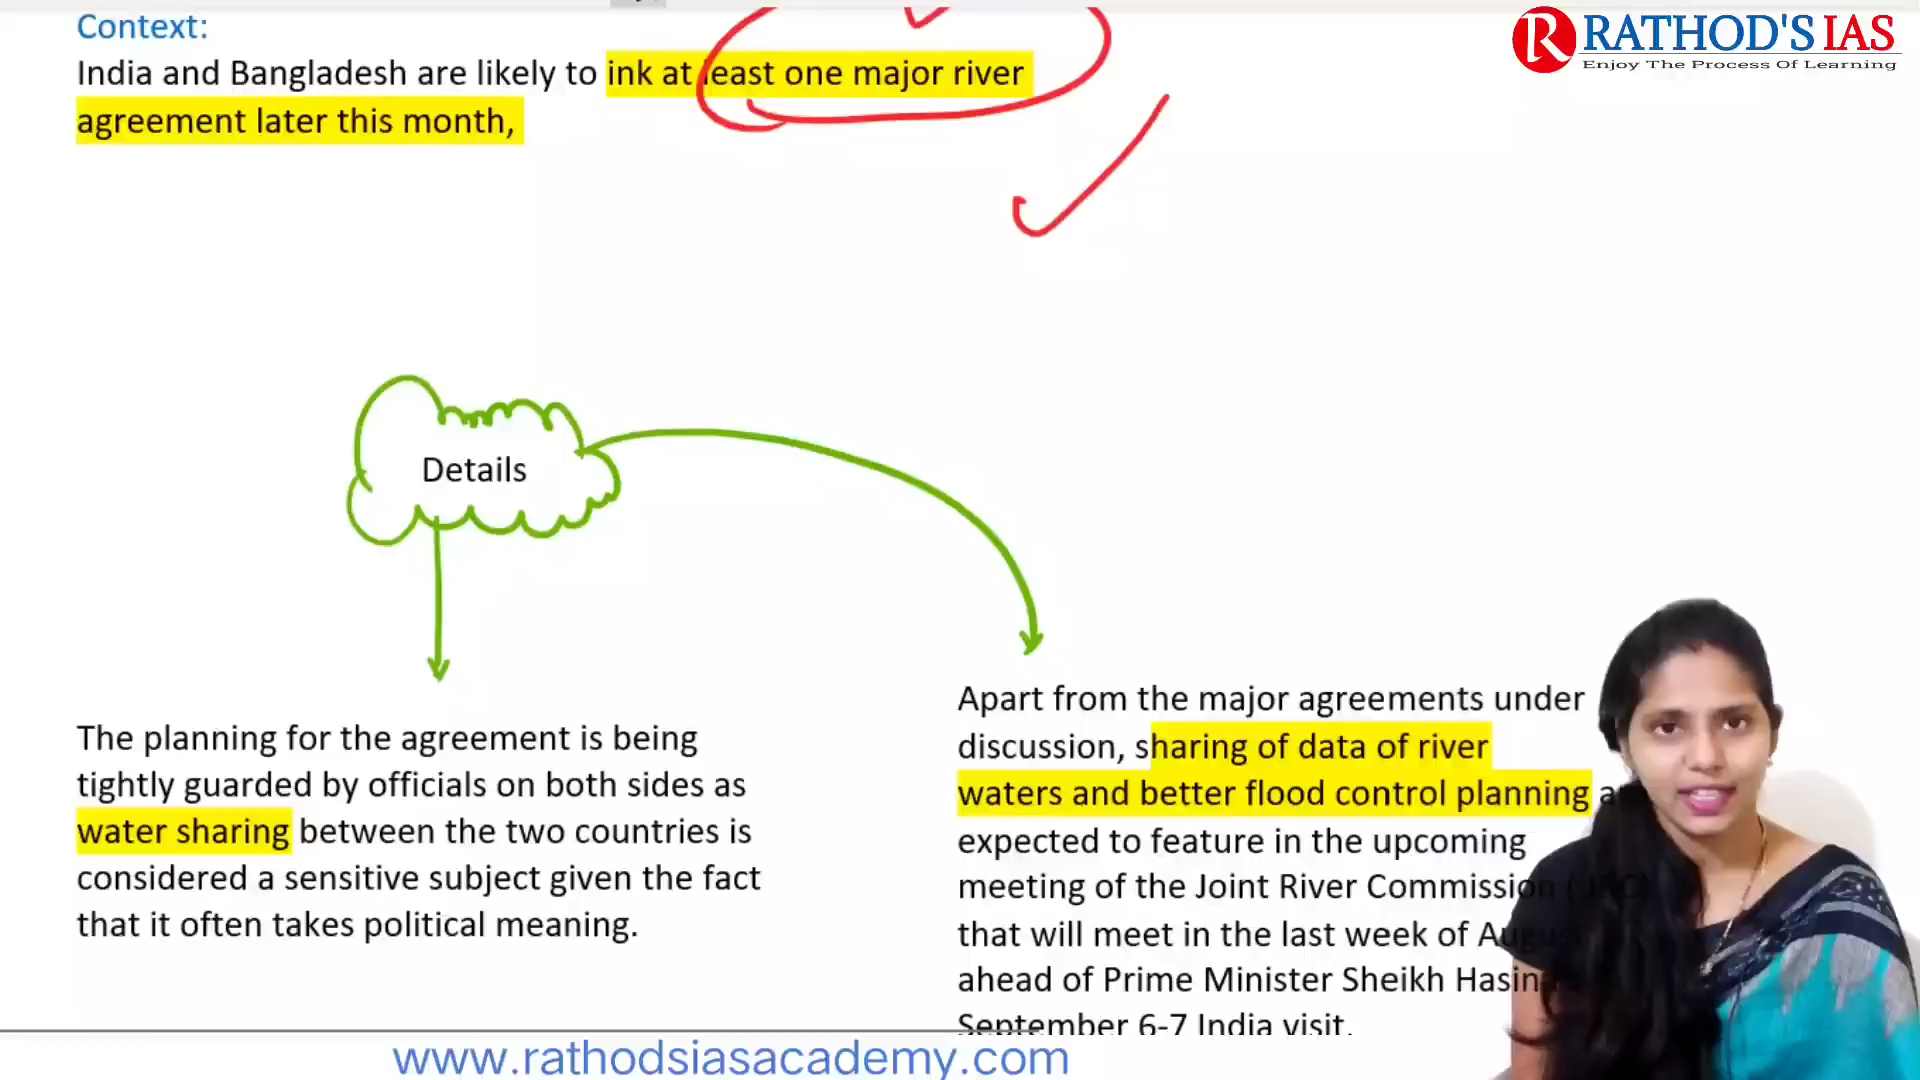 Context:
India and Bangladesh are likely to ink at least one major river
agreement later this month,
RATHOD'S IAS
Enjoy The Process Of Learning
Details
The planning for the agreement is being
tightly guarded by officials on both sides as
water sharing between the two countries is
considered a sensitive subject given the fact
that it often takes political meaning.
Apart from the major agreements under
discussion, sharing of data of river
waters and better flood control planning
expected to feature in the upcoming
meeting of the Joint River Commission
that will meet in the last week of August
ahead of Prime Minister Sheikh Hasina
September 6-7 India visit.
www.rathodsiasacademy.com